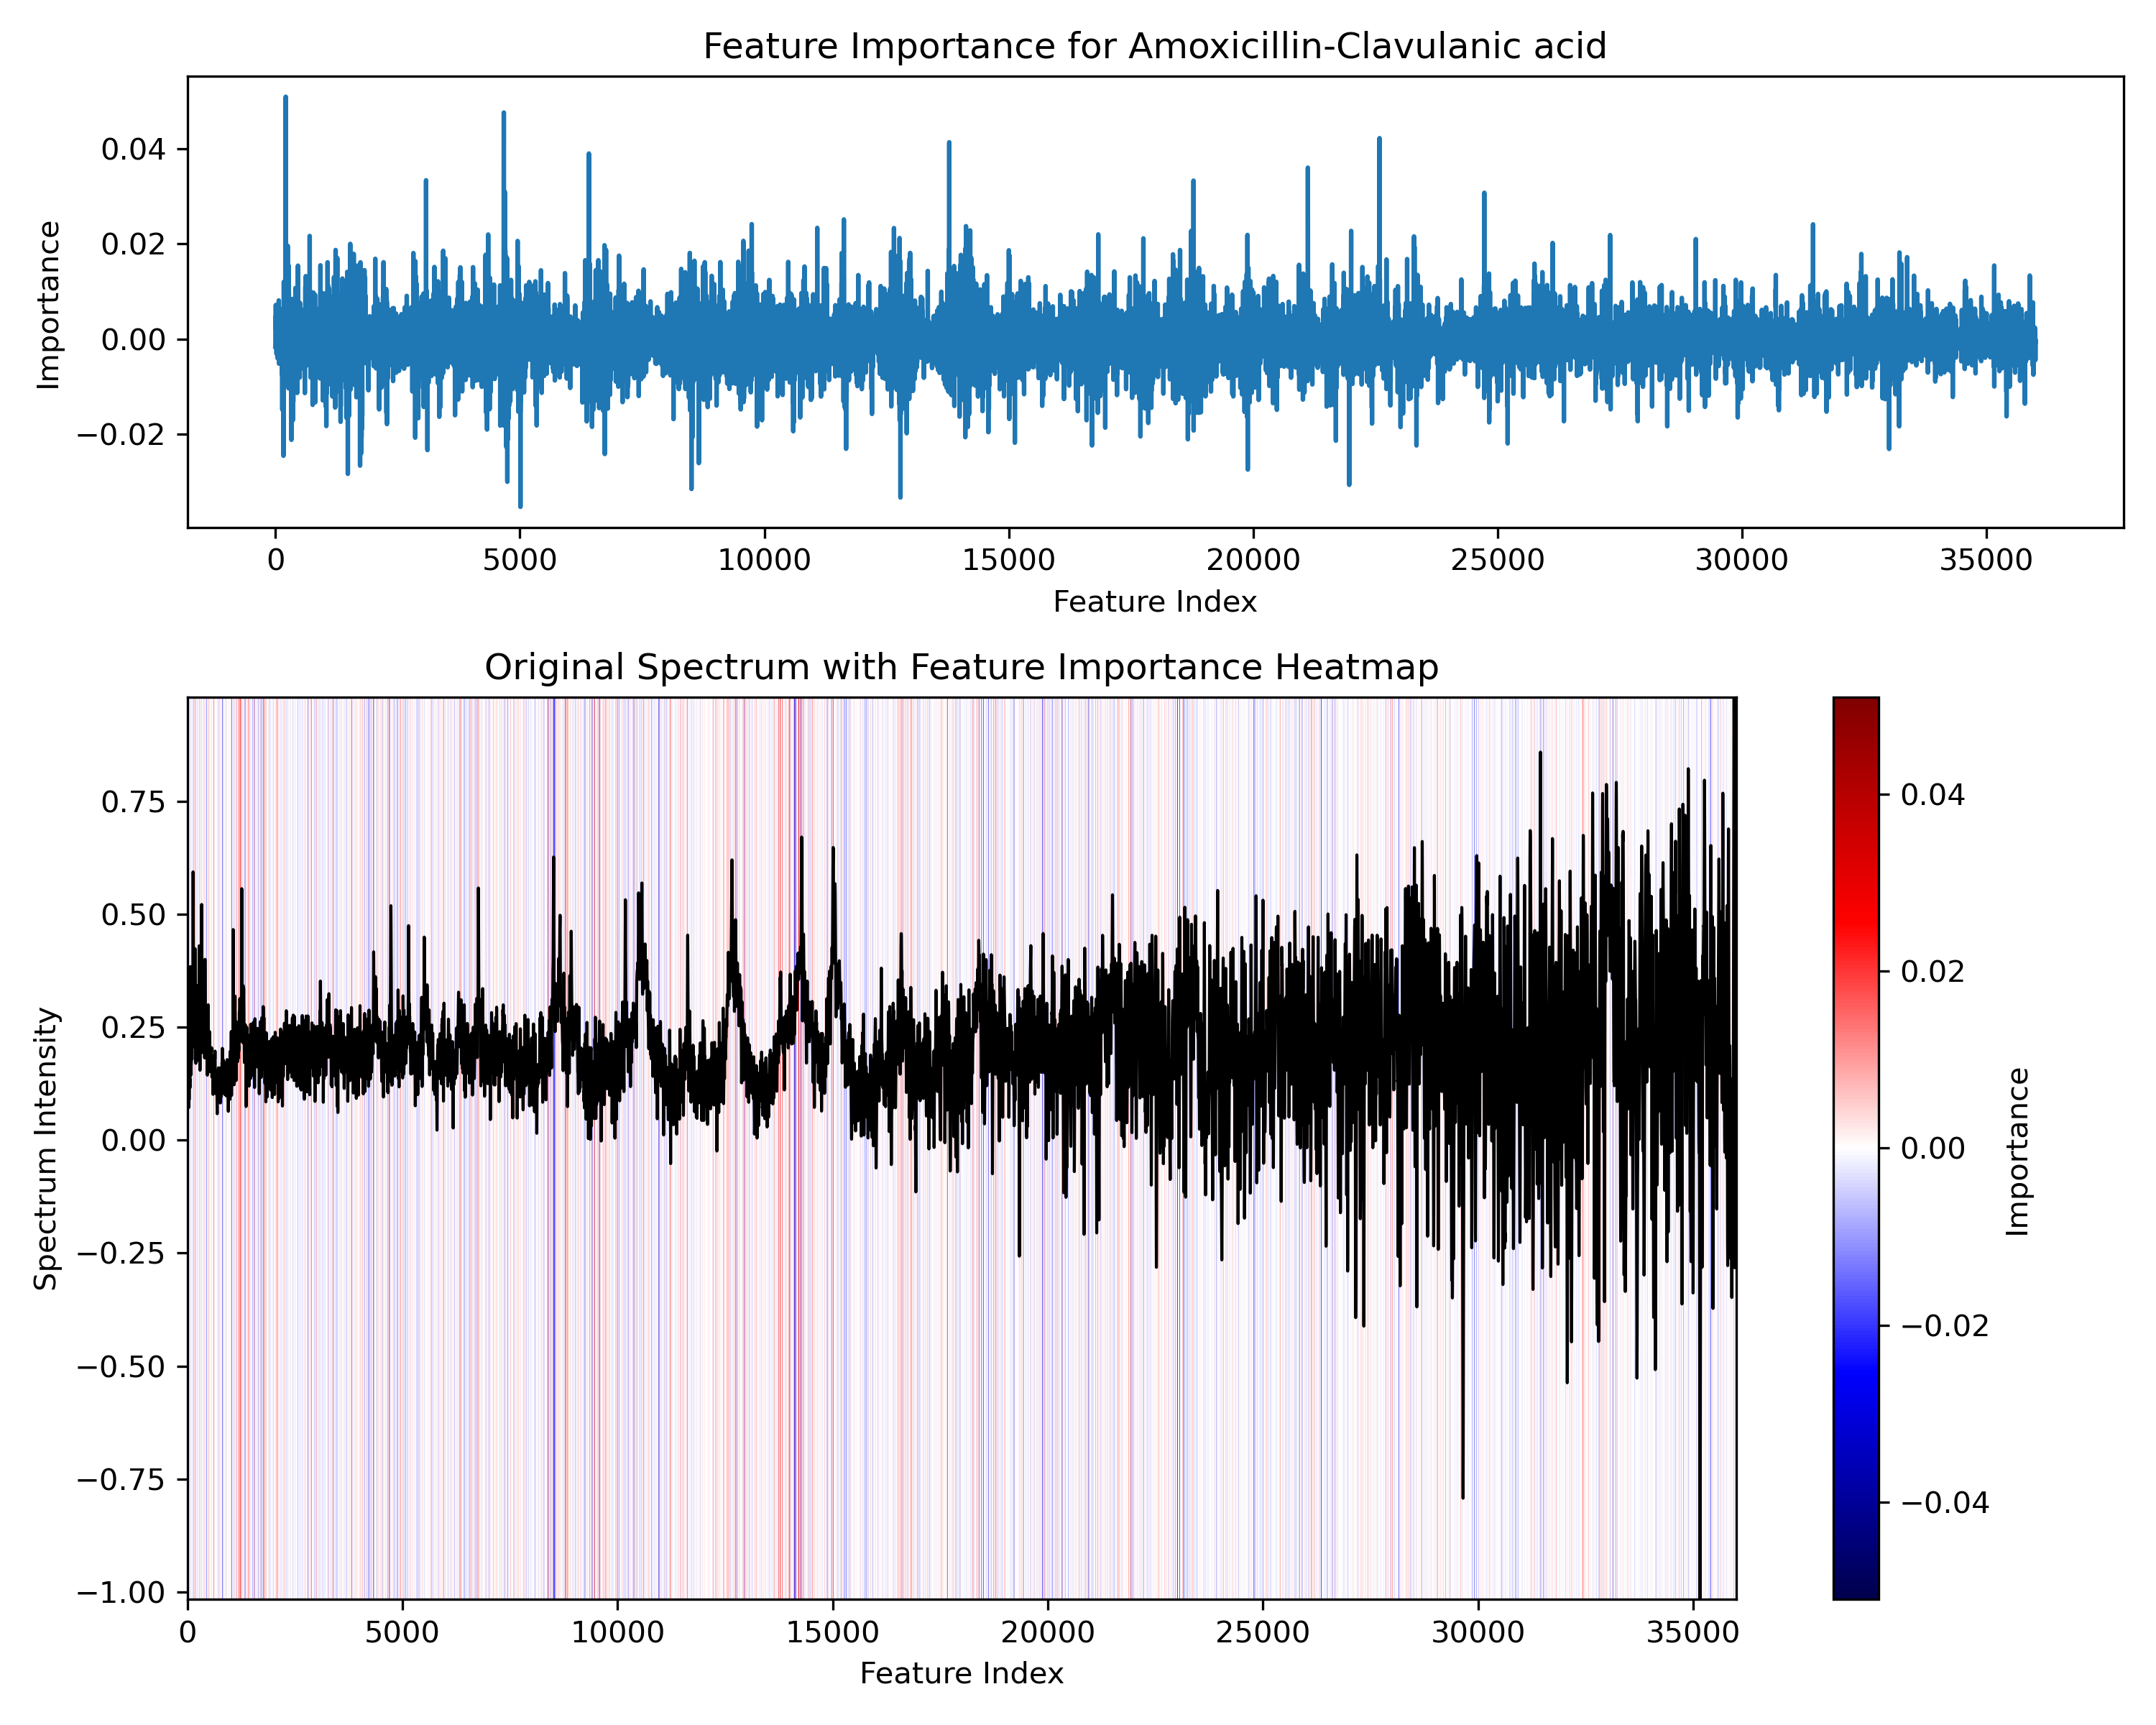 Feature Importance for Amoxicillin-Clavulanic acid
0.04
0.02
0.00
−0.02
Importance
0 5000 10000 15000 20000 25000 30000 35000
Feature Index
Original Spectrum with Feature Importance Heatmap
0.75
0.50
0.25
0.00
−0.25
−0.50
−0.75
−1.00
Spectrum Intensity
0 5000 10000 15000 20000 25000 30000 35000
Feature Index
0.04
0.02
0.00
−0.02
−0.04
Importance